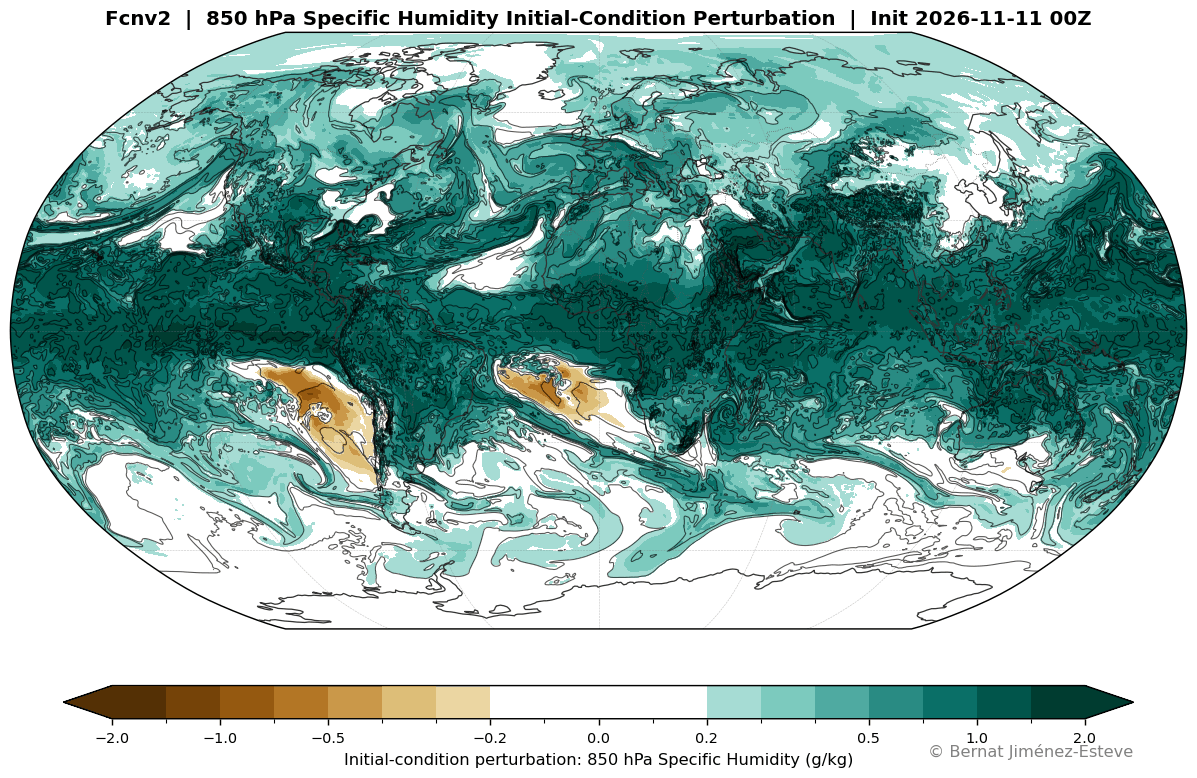 Fcnv2 | 850 hPa Specific Humidity Initial-Condition Perturbation | Init 2026-11-11 00Z
−2.0 −1.0 −0.5 −0.2 0.0 0.2 0.5 1.0 2.0
© Bernat Jiménez-Esteve
Initial-condition perturbation: 850 hPa Specific Humidity (g/kg)